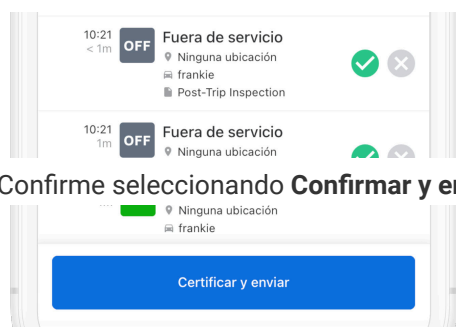 10:21
< 1m
OFF
Fuera de servicio
Ninguna ubicación
frankie
Post-Trip Inspection
10:21
1m
OFF
Fuera de servicio
Ninguna ubicación
Confirme seleccionando Confirmar y
Ninguna ubicación
frankie
Certificar y enviar